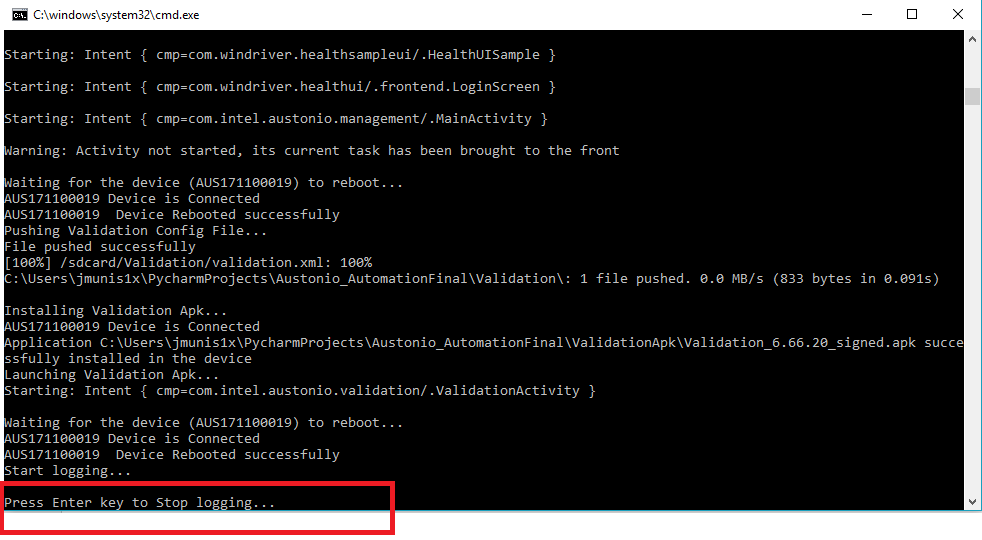 C:\windows\system32\cmd.exe
Starting: Intent { cmp=com.windriver.healthsampleui/.HealthUISample }
Starting: Intent { cmp=com.windriver.healthui/.frontend.LoginScreen }
Starting: Intent { cmp=com.intel.austonio.management/.MainActivity }
Warning: Activity not started, its current task has been brought to the front
Waiting for the device (AUS171100019) to reboot...
AUS171100019 Device is Connected
AUS171100019  Device Rebooted successfully
Pushing Validation Config File...
File pushed successfully
[100%] /sdcard/Validation/validation.xml: 100%
C:\Users\jmunis1x\PycharmProjects\Austonio_AutomationFinal\Validation\: 1 file pushed. 0.0 MB/s (833 bytes in 0.091s)
Installing Validation Apk...
AUS171100019 Device is Connected
Application C:\Users\jmunis1x\PycharmProjects\Austonio_AutomationFinal\ValidationApk\Validation_6.66.20_signed.apk succe
ssfully installed in the device
Launching Validation Apk...
Starting: Intent { cmp=com.intel.austonio.validation/.ValidationActivity }
Waiting for the device (AUS171100019) to reboot...
AUS171100019 Device is Connected
AUS171100019  Device Rebooted successfully
Start logging...
Press Enter key to Stop logging...